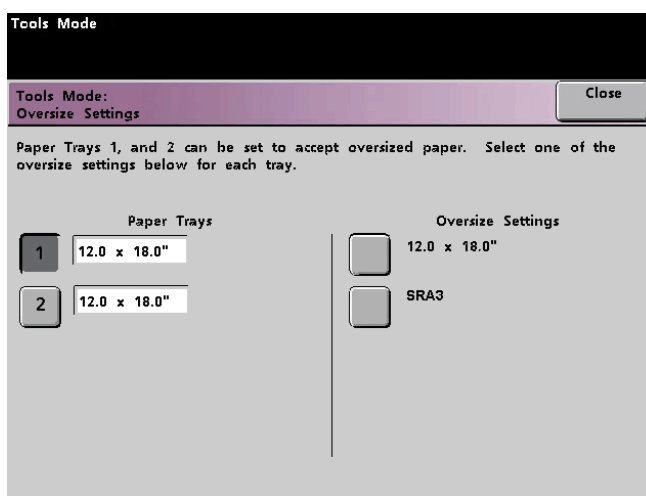 Tools Mode
Tools Mode:
Oversize Settings
Close
Paper Trays 1, and 2 can be set to accept oversized paper. Select one of the
oversize settings below for each tray.
Paper Trays
1
12.0 x 18.0"
2
12.0 x 18.0"
Oversize Settings
12.0 x 18.0"
SRA3